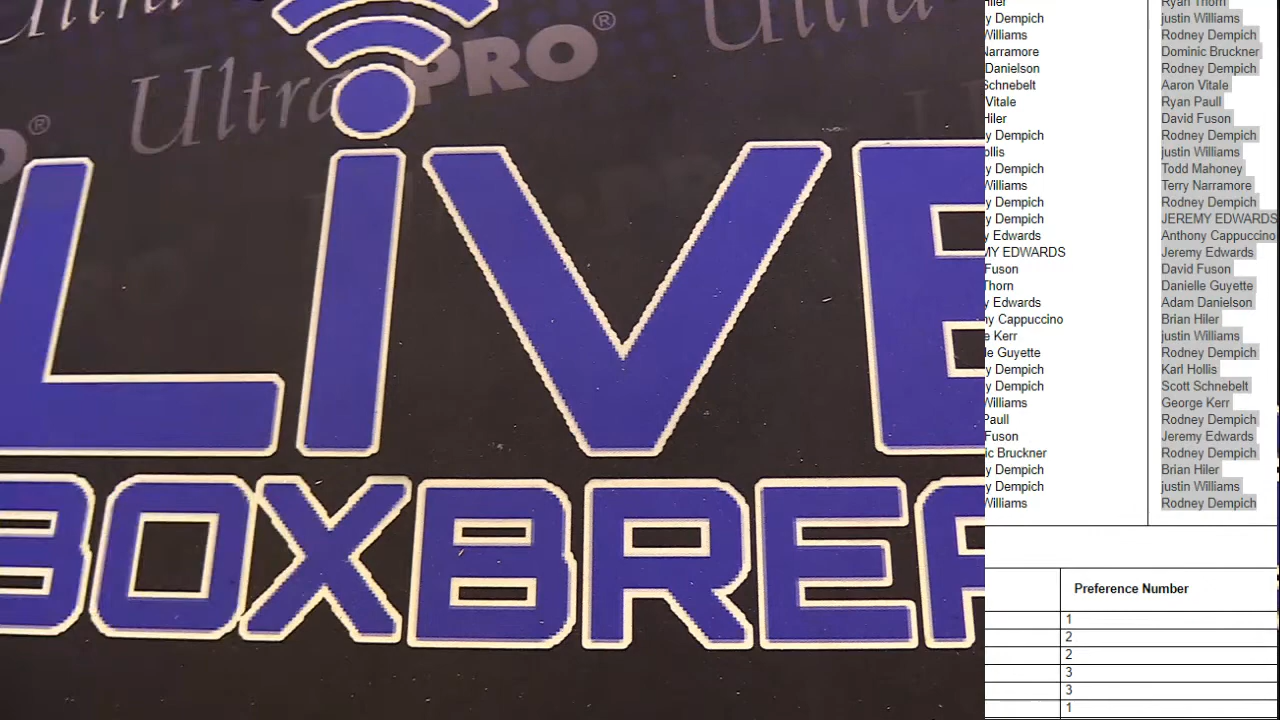 Ultra
Ultra PRO®
Ultra
®
LiVE
BOXBREA
Ryan Thorn
y Dempich justin Williams
Williams Rodney Dempich
Narramore Dominic Bruckner
Danielson Rodney Dempich
Schnebelt Aaron Vitale
Vitale Ryan Paull
Hiler David Fuson
y Dempich Rodney Dempich
ollis justin Williams
y Dempich Todd Mahoney
Williams Terry Narramore
y Dempich Rodney Dempich
y Dempich JEREMY EDWARDS
y Edwards Anthony Cappuccino
MY EDWARDS Jeremy Edwards
Fuson David Fuson
Thorn Danielle Guyette
y Edwards Adam Danielson
ny Cappuccino Brian Hiler
e Kerr justin Williams
le Guyette Rodney Dempich
y Dempich Karl Hollis
y Dempich Scott Schnebelt
Williams George Kerr
Paull Rodney Dempich
Fuson Jeremy Edwards
ic Bruckner Rodney Dempich
y Dempich Brian Hiler
y Dempich justin Williams
Williams Rodney Dempich
Preference Number
1
2
2
3
3
1